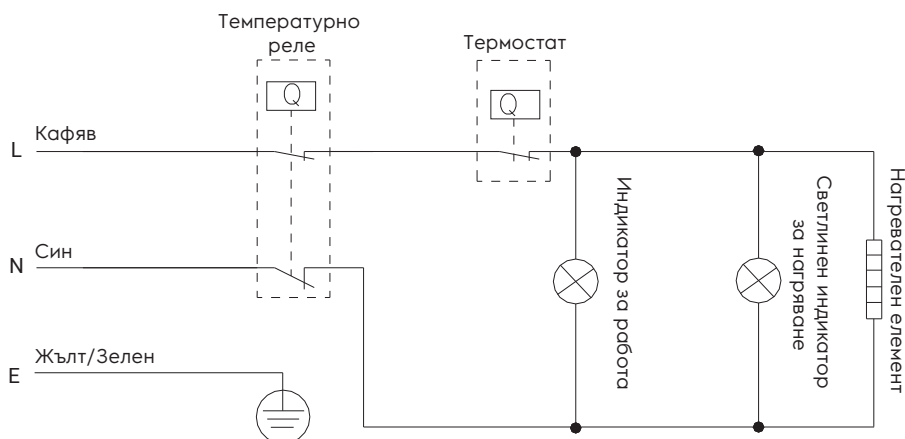 Температурно
реле
Термостат
Q
Q
L
Кафяв
N
Син
E
Жълт/Зелен
Индикатор за работа
Светлинен индикатор
за нагряване
Нагревателен елемент